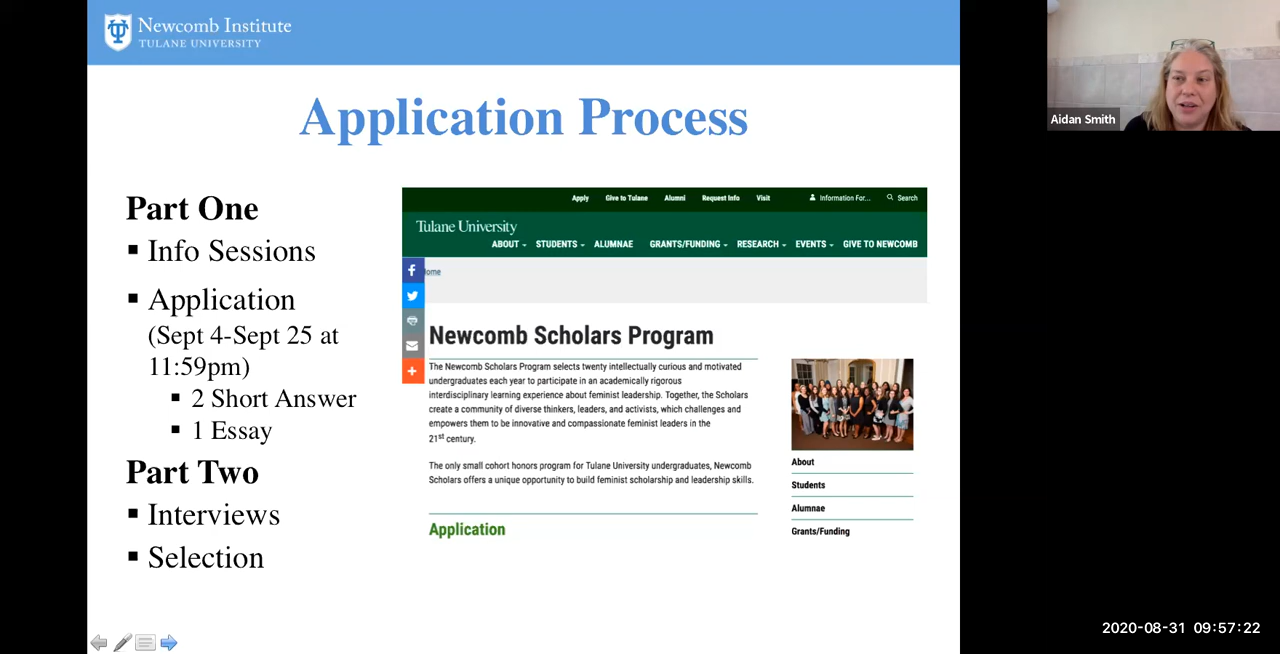 Newcomb Institute
TULANE UNIVERSITY
Application Process
Part One
▪ Info Sessions
▪ Application
(Sept 4-Sept 25 at
11:59pm)
▪ 2 Short Answer
▪ 1 Essay
Part Two
▪ Interviews
▪ Selection
Apply Give to Tulane Alumni Request Info Visit Information For... Search
Tulane University
ABOUT STUDENTS ALUMNAE GRANTS/FUNDING RESEARCH EVENTS GIVE TO NEWCOMB
ome
Newcomb Scholars Program
The Newcomb Scholars Program selects twenty intellectually curious and motivated
undergraduates each year to participate in an academically rigorous
interdisciplinary learning experience about feminist leadership. Together, the Scholars
create a community of diverse thinkers, leaders, and activists, which challenges and
empowers them to be innovative and compassionate feminist leaders in the
21st century.
The only small cohort honors program for Tulane University undergraduates, Newcomb
Scholars offers a unique opportunity to build feminist scholarship and leadership skills.
Application
About
Students
Alumnae
Grants/Funding
Aidan Smith
2020-08-31 09:57:22